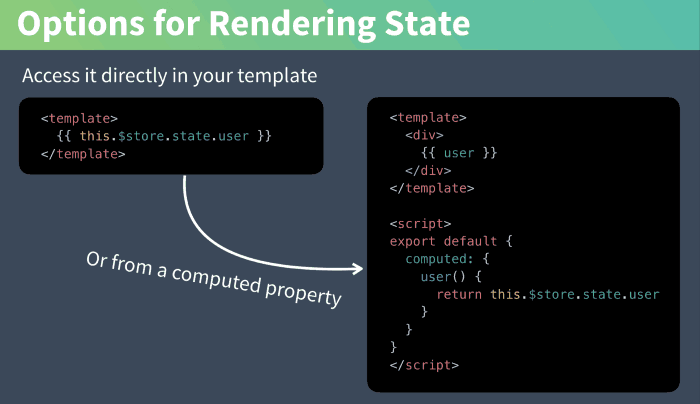 Options for Rendering State
Access it directly in your template
<template>
  {{ this.$store.state.user }}
</template>
Or from a computed property
<template>
  <div>
    {{ user }}
  </div>
</template>

<script>
export default {
  computed: {
    user() {
      return this.$store.state.user
    }
  }
}
</script>